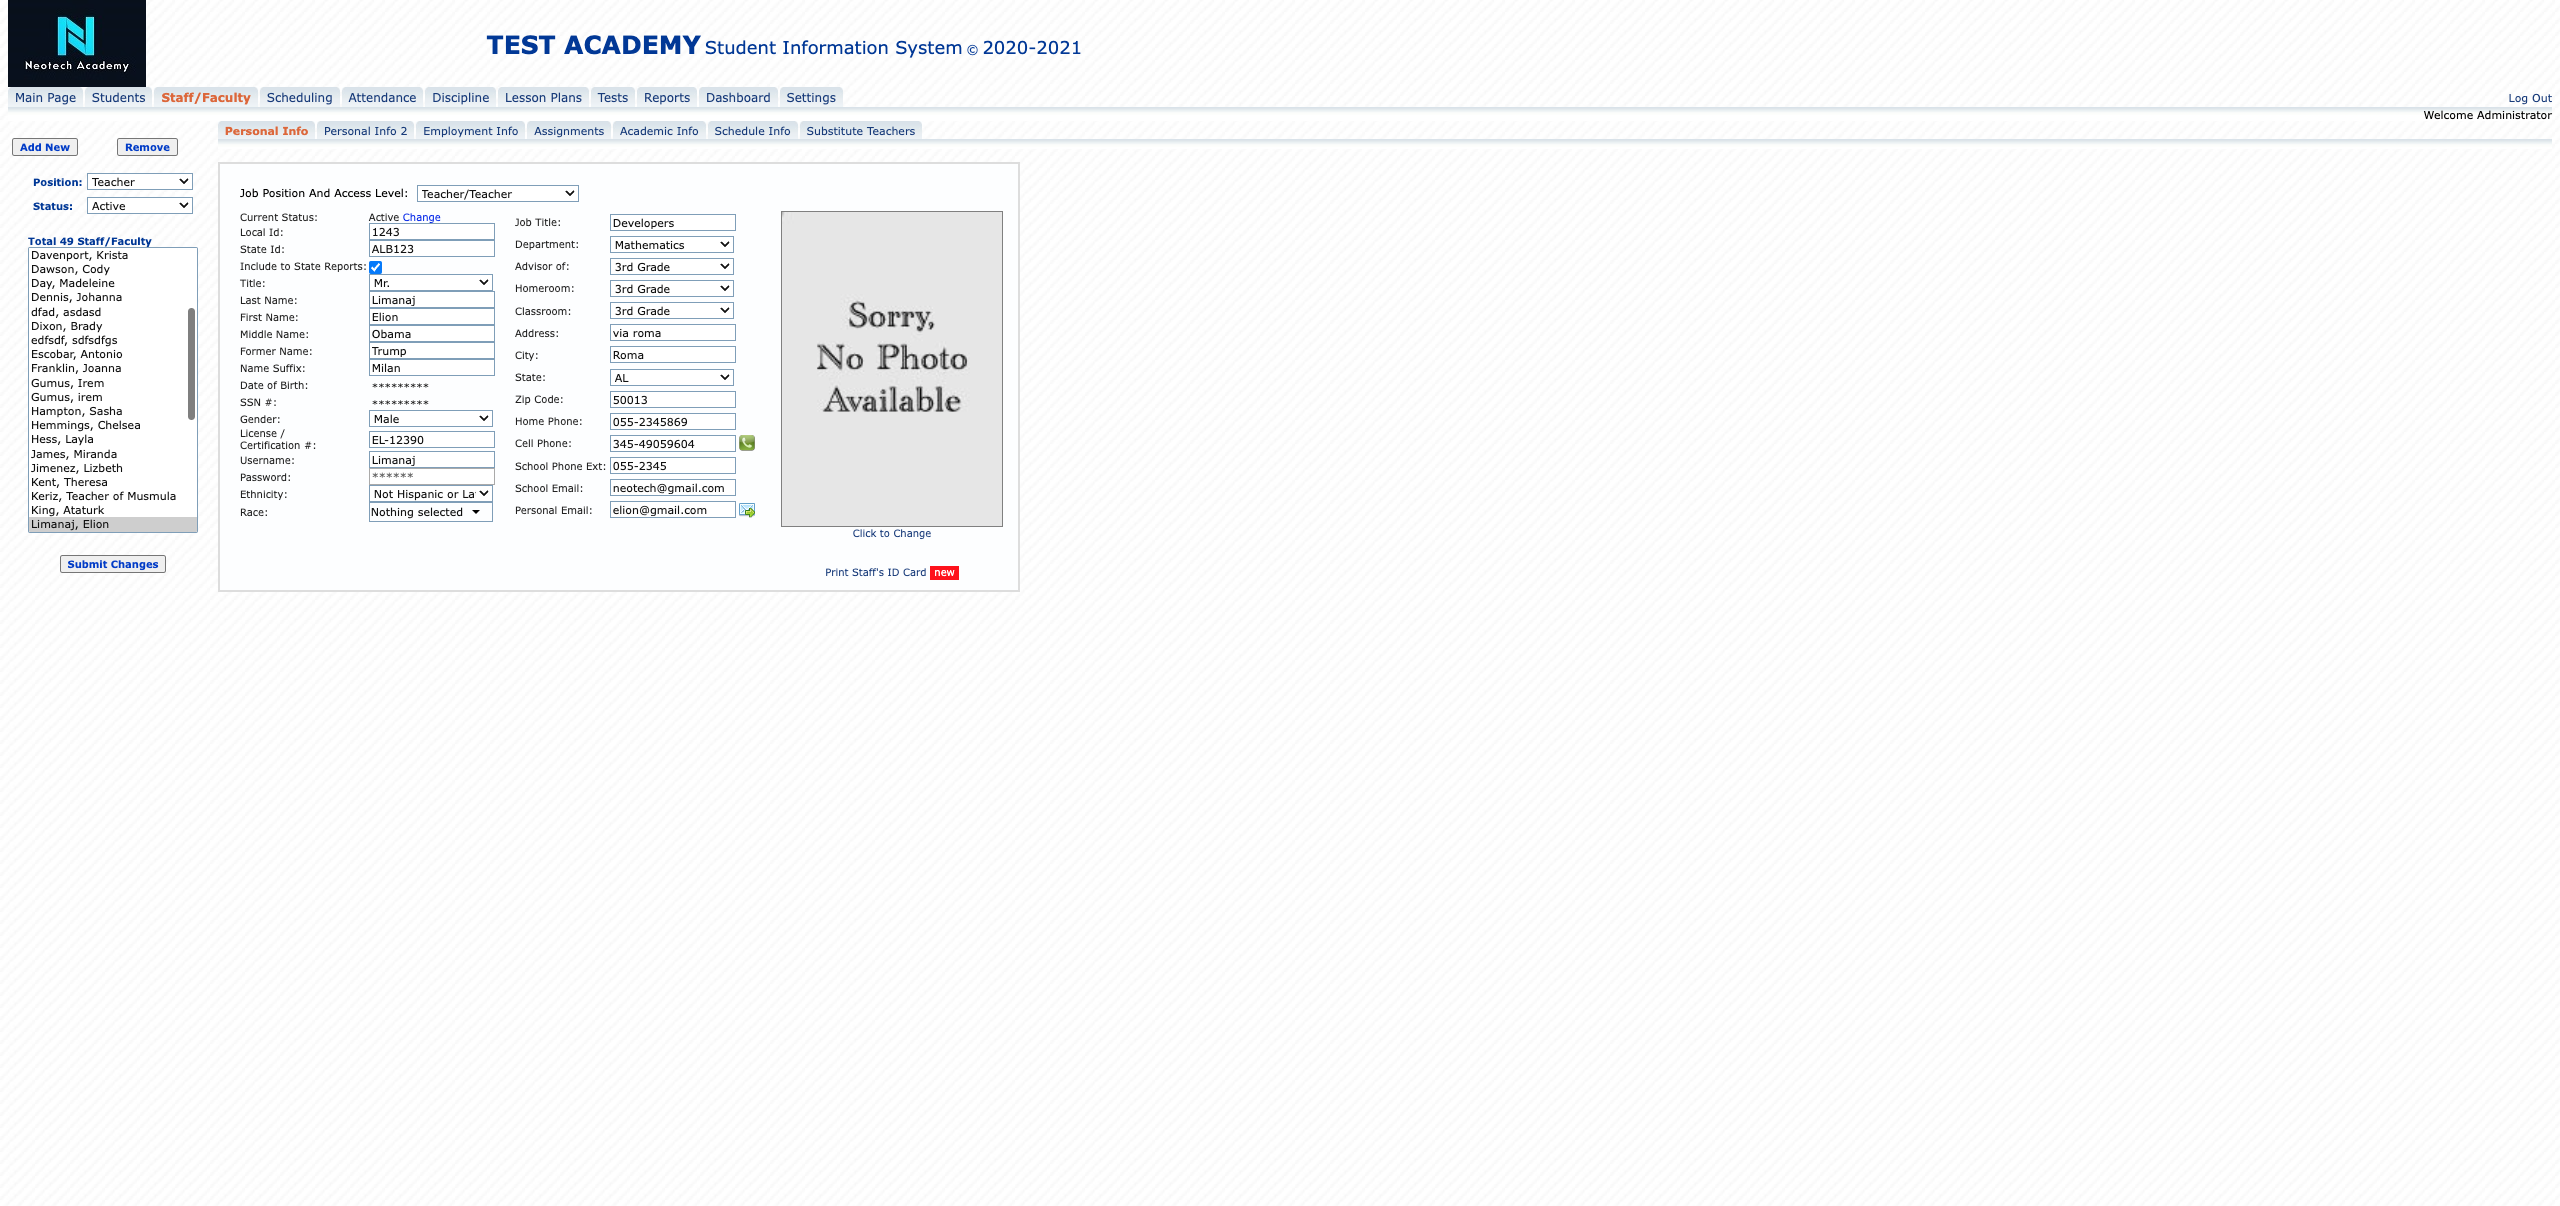 Neotech Academy
TEST ACADEMY Student Information System © 2020-2021
Main Page Students Staff/Faculty Scheduling Attendance Discipline Lesson Plans Tests Reports Dashboard Settings
Log Out
Welcome Administrator
Personal Info Personal Info 2 Employment Info Assignments Academic Info Schedule Info Substitute Teachers
Add New Remove
Position: Teacher
Status: Active
Total 49 Staff/Faculty
Davenport, Krista
Dawson, Cody
Day, Madeleine
Dennis, Johanna
dfad, asdasd
Dixon, Brady
edfsdf, sdfsdfgs
Escobar, Antonio
Franklin, Joanna
Gumus, Irem
Gumus, irem
Hampton, Sasha
Hemmings, Chelsea
Hess, Layla
James, Miranda
Jimenez, Lizbeth
Kent, Theresa
Keriz, Teacher of Musmula
King, Ataturk
Limanaj, Elion
Submit Changes
Job Position And Access Level: Teacher/Teacher
Current Status: Active Change
Local Id: 1243
State Id: ALB123
Include to State Reports:
Title: Mr.
Last Name: Limanaj
First Name: Elion
Middle Name: Obama
Former Name: Trump
Name Suffix: Milan
Date of Birth: *********
SSN #: *********
Gender: Male
License /
Certification #: EL-12390
Username: Limanaj
Password: ******
Ethnicity: Not Hispanic or La
Race: Nothing selected
Job Title: Developers
Department: Mathematics
Advisor of: 3rd Grade
Homeroom: 3rd Grade
Classroom: 3rd Grade
Address: via roma
City: Roma
State: AL
Zip Code: 50013
Home Phone: 055-2345869
Cell Phone: 345-49059604
School Phone Ext: 055-2345
School Email: neotech@gmail.com
Personal Email: elion@gmail.com
Sorry,
No Photo
Available
Click to Change
Print Staff's ID Card new